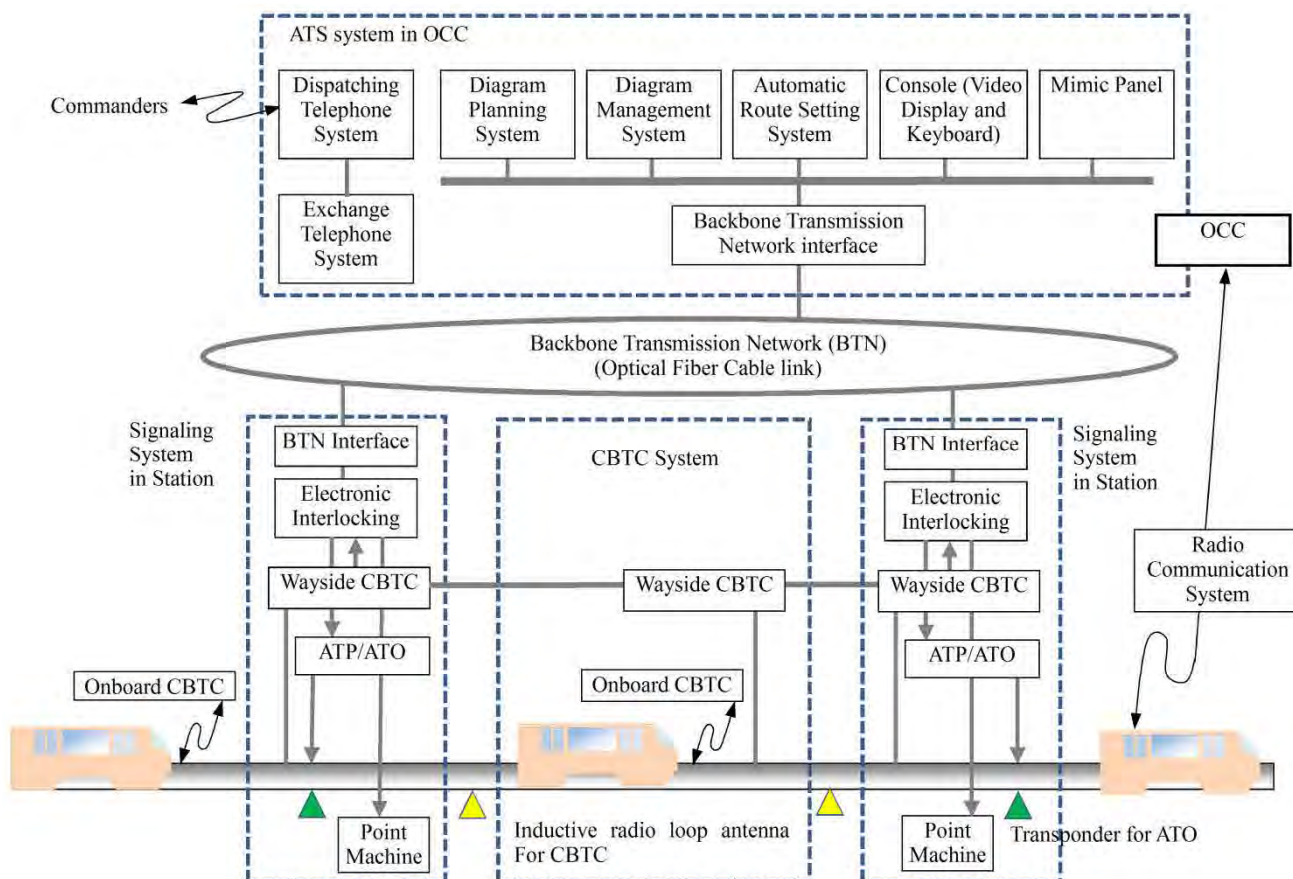 ATS system in OCC
Commanders
Dispatching
Telephone
System
Diagram
Planning
System
Diagram
Management
System
Automatic
Route Setting
System
Console (Video
Display and
Keyboard)
Mimic Panel
Exchange
Telephone
System
Backbone Transmission
Network interface
OCC
Backbone Transmission Network (BTN)
(Optical Fiber Cable link)
Signaling
System
in Station
BTN Interface
Electronic
Interlocking
Wayside CBTC
ATP/ATO
CBTC System
Wayside CBTC
BTN Interface
Electronic
Interlocking
Wayside CBTC
ATP/ATO
Signaling
System
in Station
Radio
Communication
System
Onboard CBTC
Onboard CBTC
Point
Machine
Inductive radio loop antenna
For CBTC
Point
Machine
Transponder for ATO